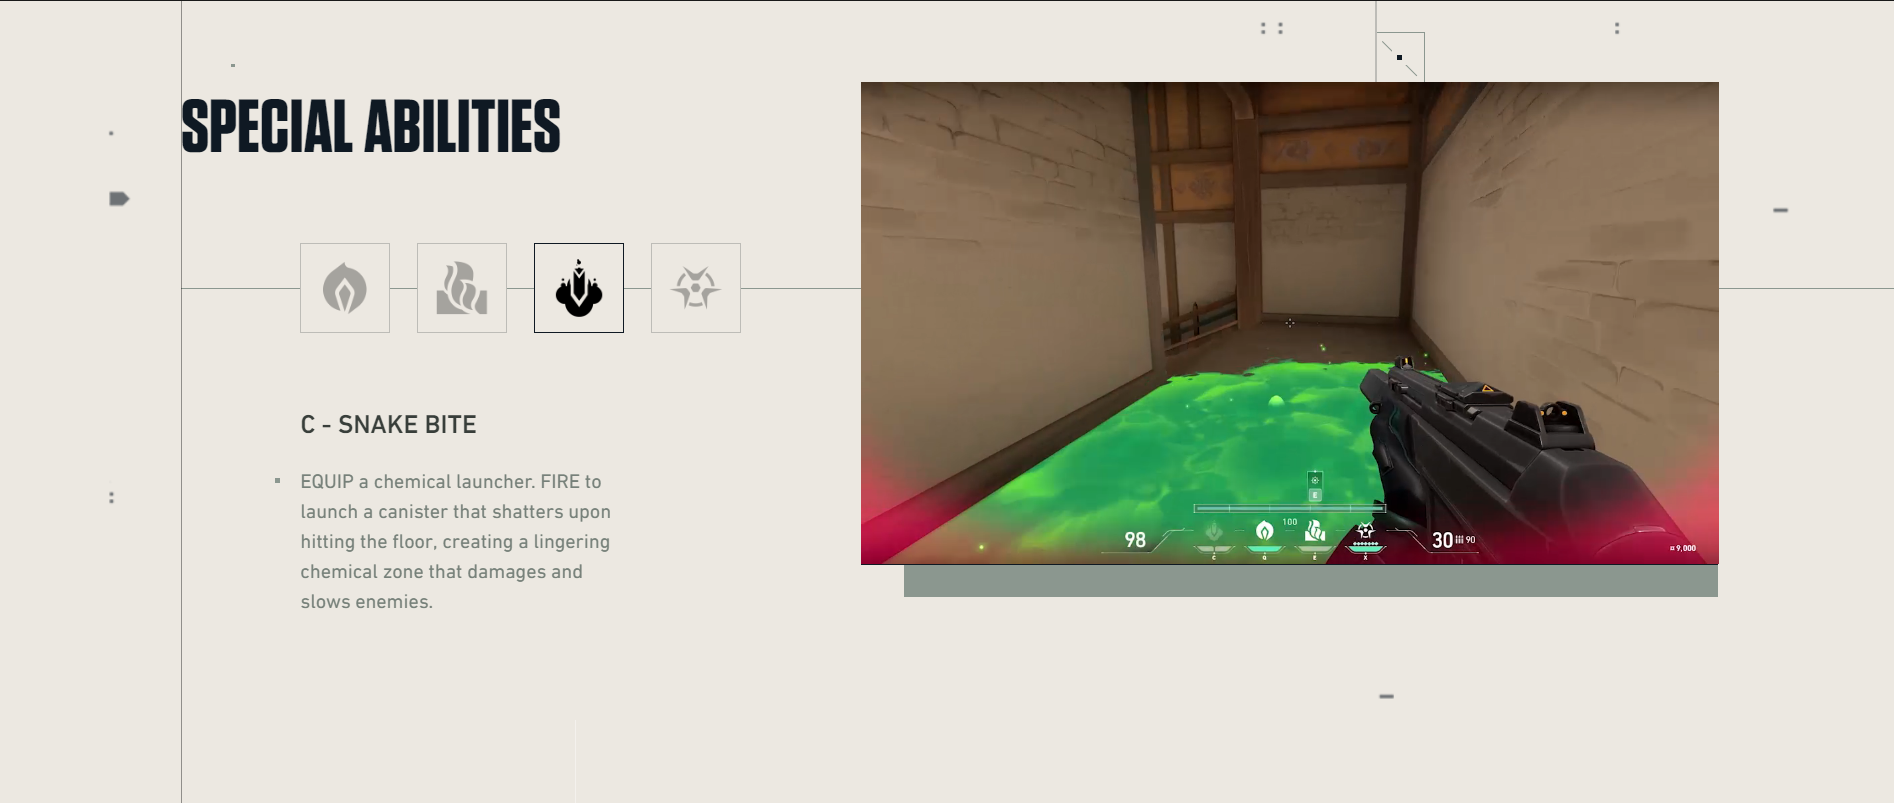 SPECIAL ABILITIES
C - SNAKE BITE
EQUIP a chemical launcher. FIRE to
launch a canister that shatters upon
hitting the floor, creating a lingering
chemical zone that damages and
slows enemies.
E
100
98
30 90
9,000
C Q E X